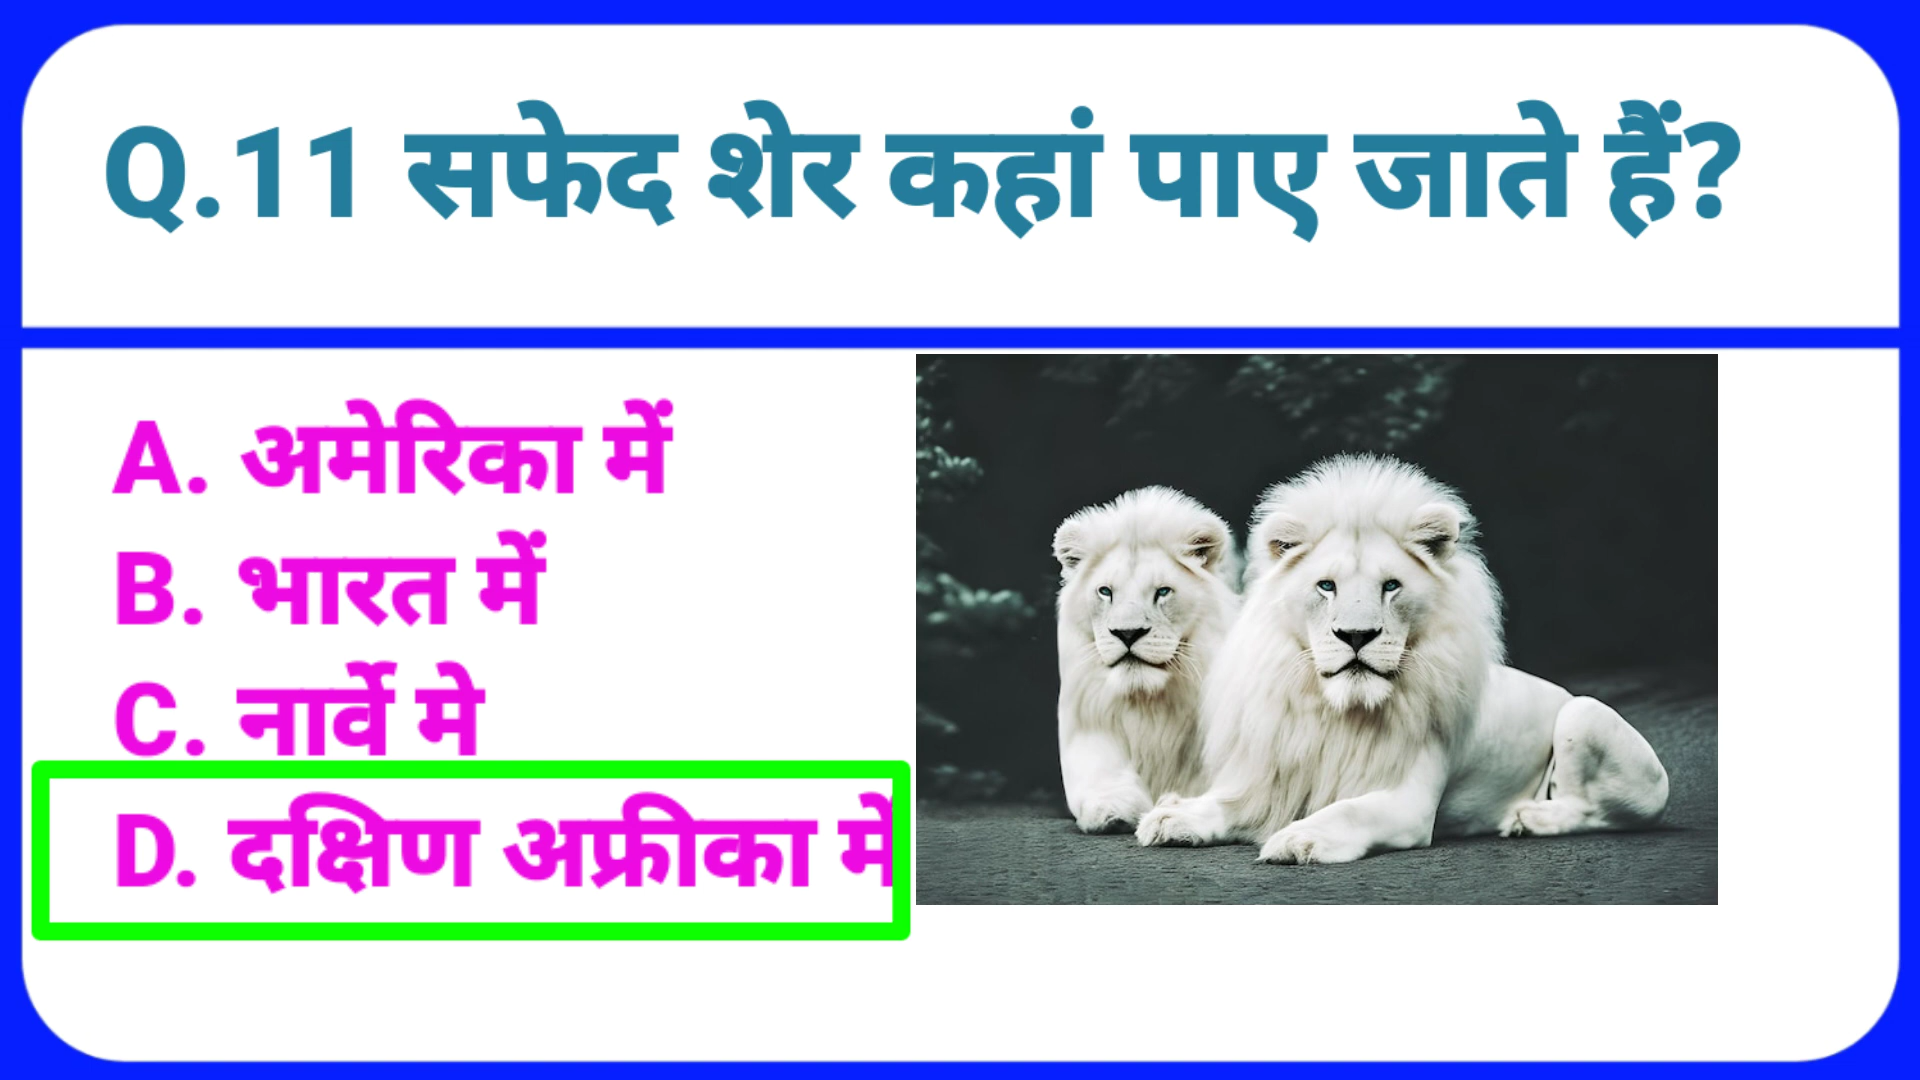 Q.11 सफेद शेर कहां पाए जाते हैं?
A. अमेरिका में
B. भारत में
C. नार्वे मे
D. दक्षिण अफ्रीका में